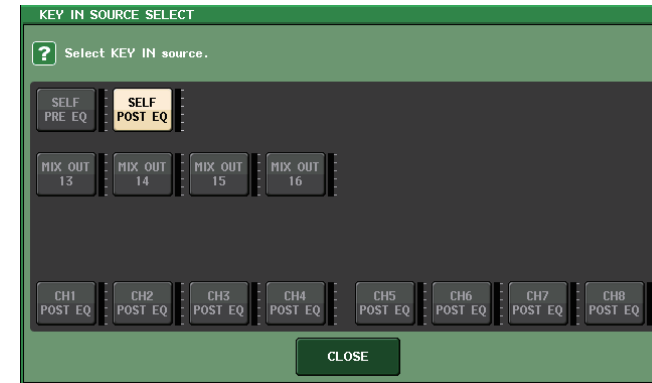 KEY IN SOURCE SELECT
? Select KEY IN source.
SELF PRE EQ
SELF POST EQ
MIX OUT 13
MIX OUT 14
MIX OUT 15
MIX OUT 16
CH1 POST EQ
CH2 POST EQ
CH3 POST EQ
CH4 POST EQ
CH5 POST EQ
CH6 POST EQ
CH7 POST EQ
CH8 POST EQ
CLOSE